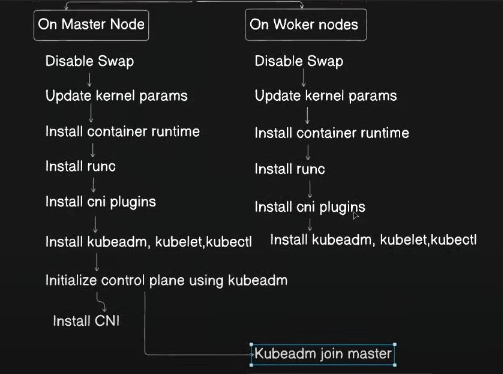 On Master Node
Disable Swap
Update kernel params
Install container runtime
Install runc
Install cni plugins
Install kubeadm, kubelet,kubectl
Initialize control plane using kubeadm
Install CNI
On Woker nodes
Disable Swap
Update kernel params
Install container runtime
Install runc
Install cni plugins
Install kubeadm, kubelet,kubectl
Kubeadm join master